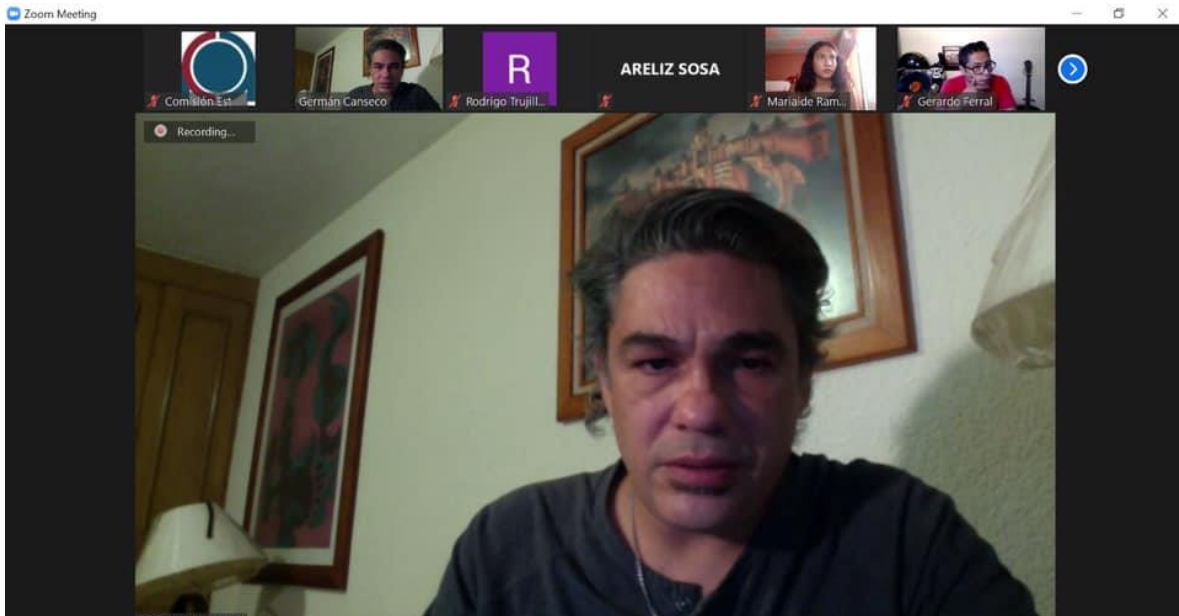 Zoom Meeting
R
ARELIZ SOSA
Comisión Est...
Germán Canseco
Rodrigo Trujill...
Mariaide Ram...
Gerardo Ferral
Recording...